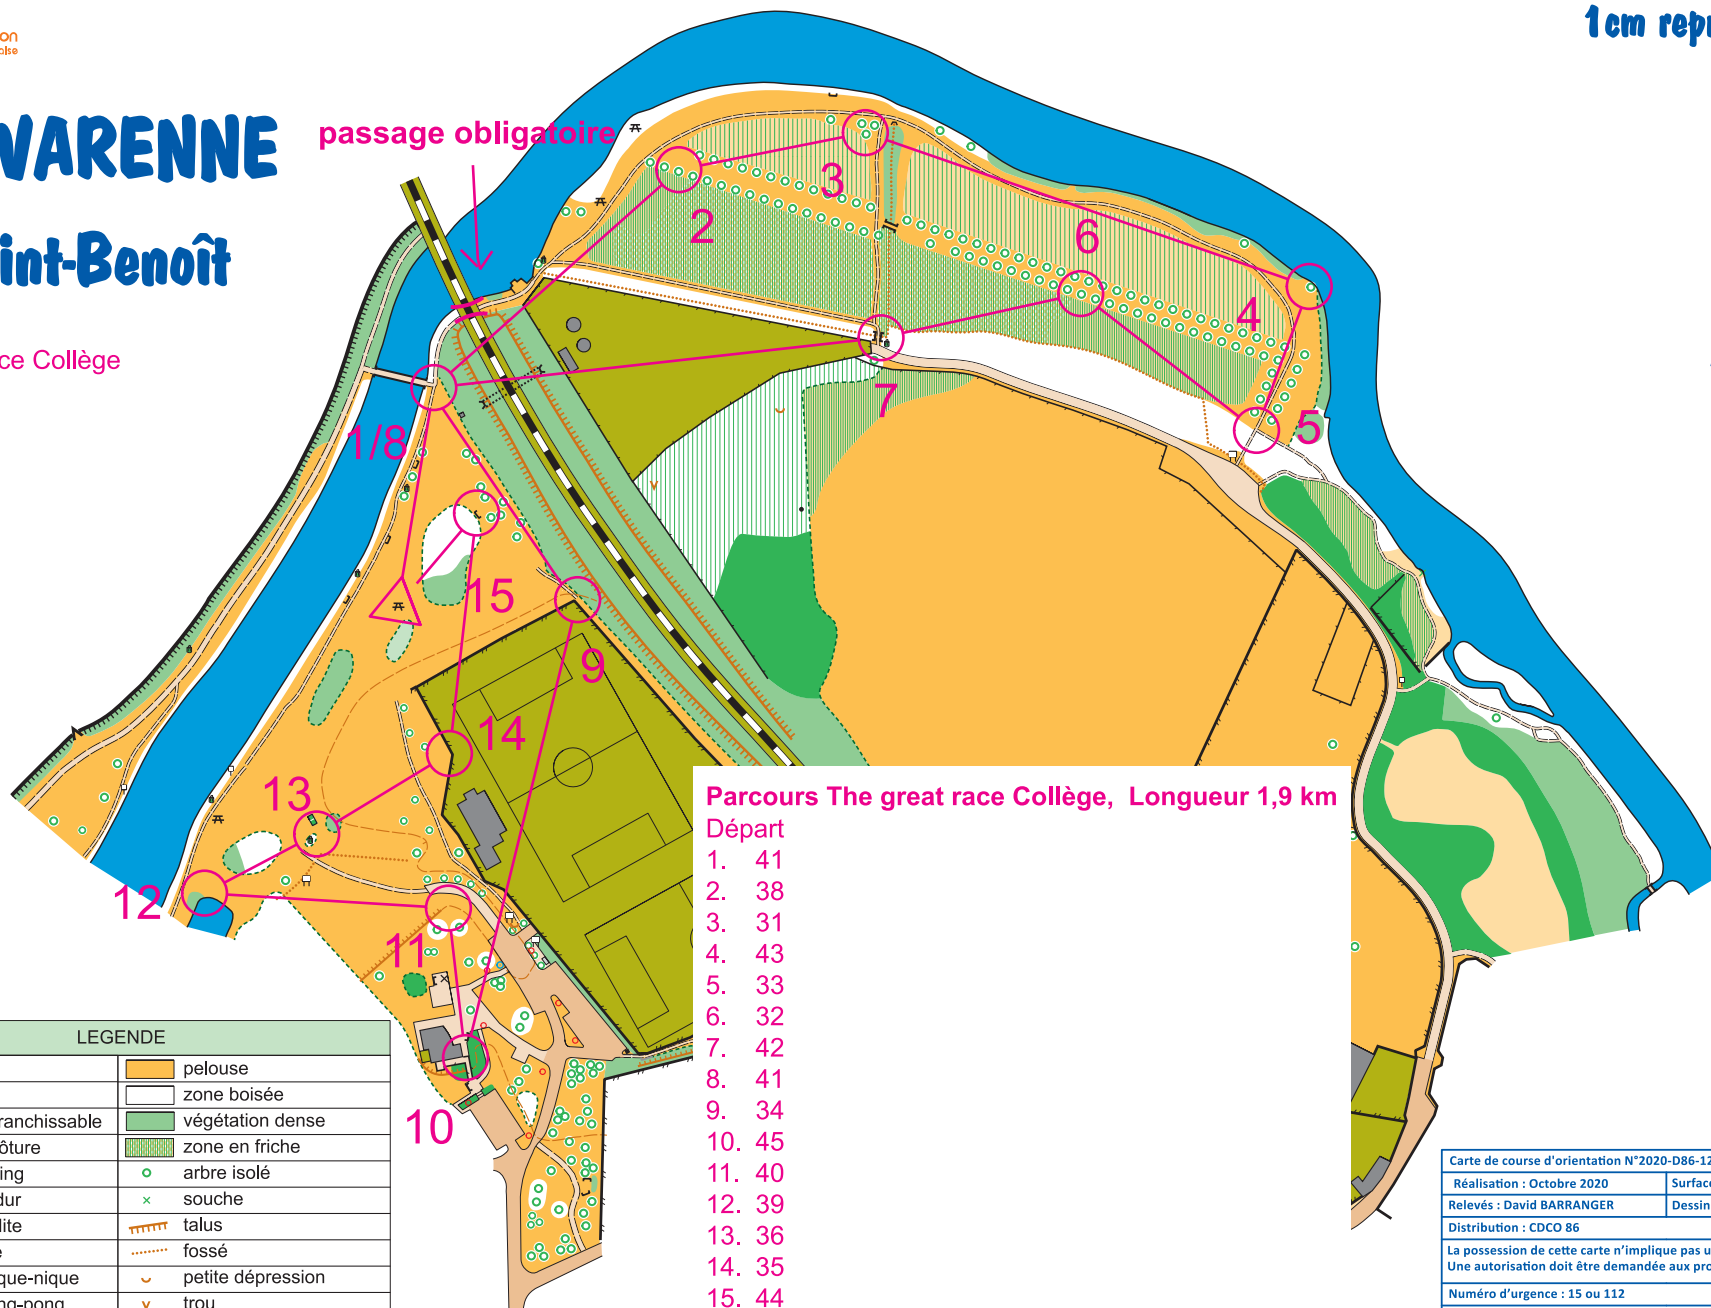 on
oise
1cm repr
VARENNE
int-Benoît
passage obligatoire
ce Collège
2
3
6
4
5
7
1/8
15
9
14
13
12
11
10
Parcours The great race Collège, Longueur 1,9 km
Départ
1. 41
2. 38
3. 31
4. 43
5. 33
6. 32
7. 42
8. 41
9. 34
10. 45
11. 40
12. 39
13. 36
14. 35
15. 44
LEGENDE
pelouse
zone boisée
ranchissable végétation dense
ôture zone en friche
ing arbre isolé
dur souche
lite talus
e fossé
que-nique petite dépression
ng-pong trou
Carte de course d'orientation N°2020-D86-12
Réalisation : Octobre 2020 Surface
Relevés : David BARRANGER Dessin
Distribution : CDCO 86
La possession de cette carte n'implique pas u
Une autorisation doit être demandée aux pro
Numéro d'urgence : 15 ou 112